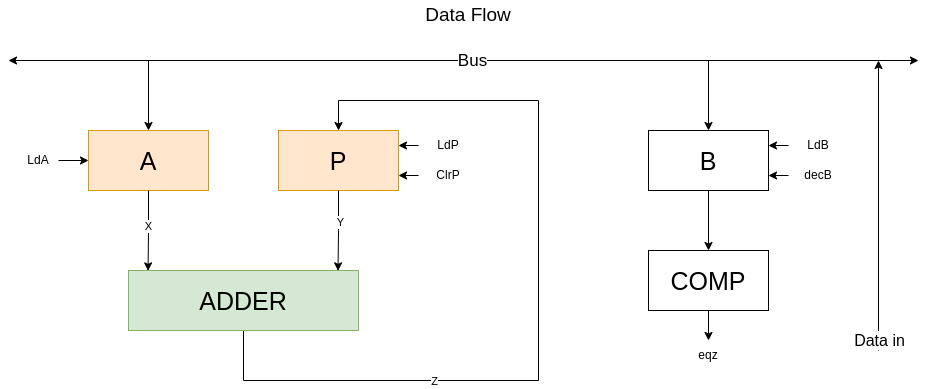 Data Flow
Bus
LdA
A
P
LdP
ClrP
B
LdB
decB
X
Y
ADDER
COMP
Data in
eqz
Z